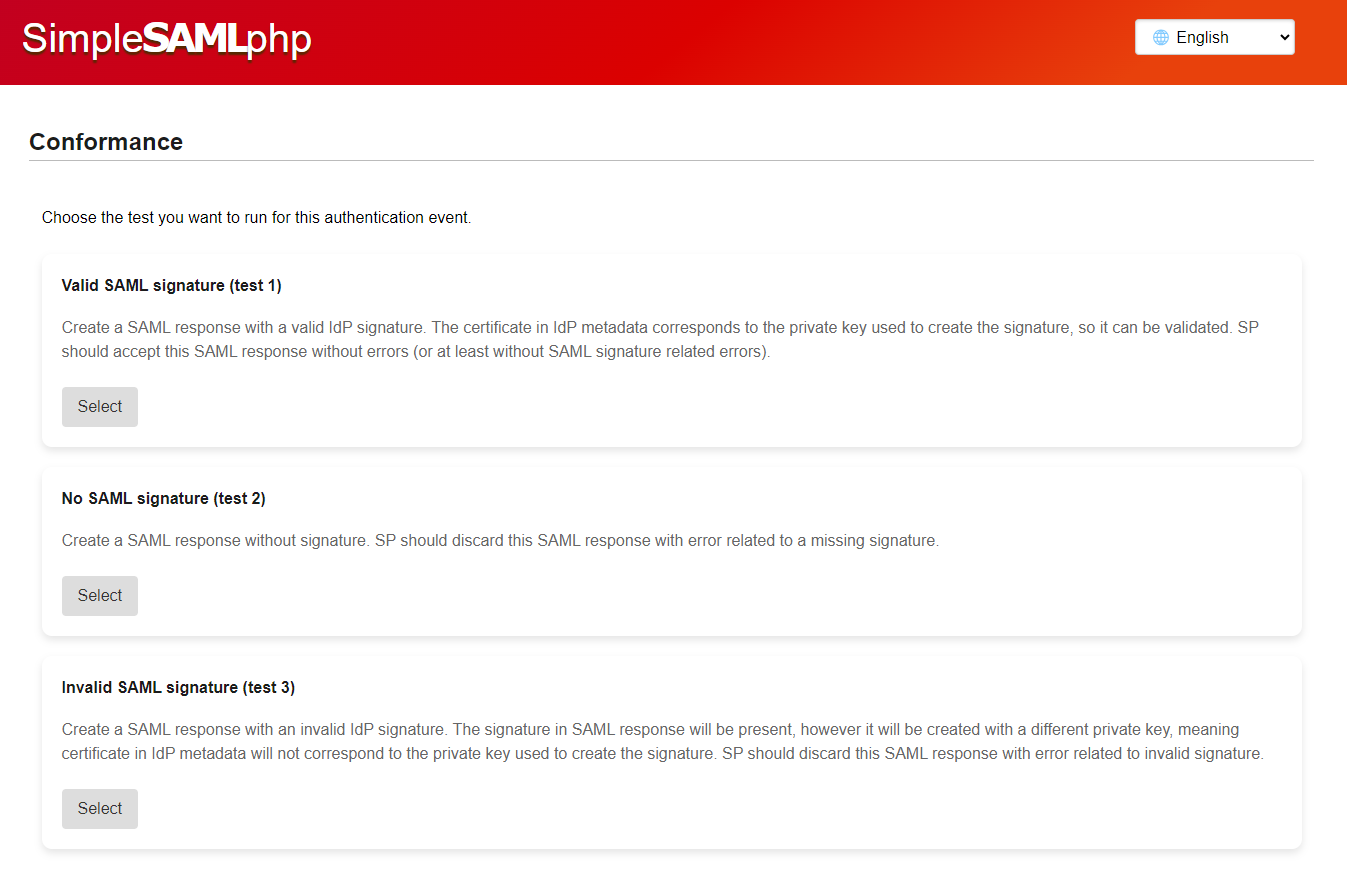 SimpleSAMLphp
English
Conformance
Choose the test you want to run for this authentication event.
Valid SAML signature (test 1)
Create a SAML response with a valid IdP signature. The certificate in IdP metadata corresponds to the private key used to create the signature, so it can be validated. SP
should accept this SAML response without errors (or at least without SAML signature related errors).
Select
No SAML signature (test 2)
Create a SAML response without signature. SP should discard this SAML response with error related to a missing signature.
Select
Invalid SAML signature (test 3)
Create a SAML response with an invalid IdP signature. The signature in SAML response will be present, however it will be created with a different private key, meaning
certificate in IdP metadata will not correspond to the private key used to create the signature. SP should discard this SAML response with error related to invalid signature.
Select